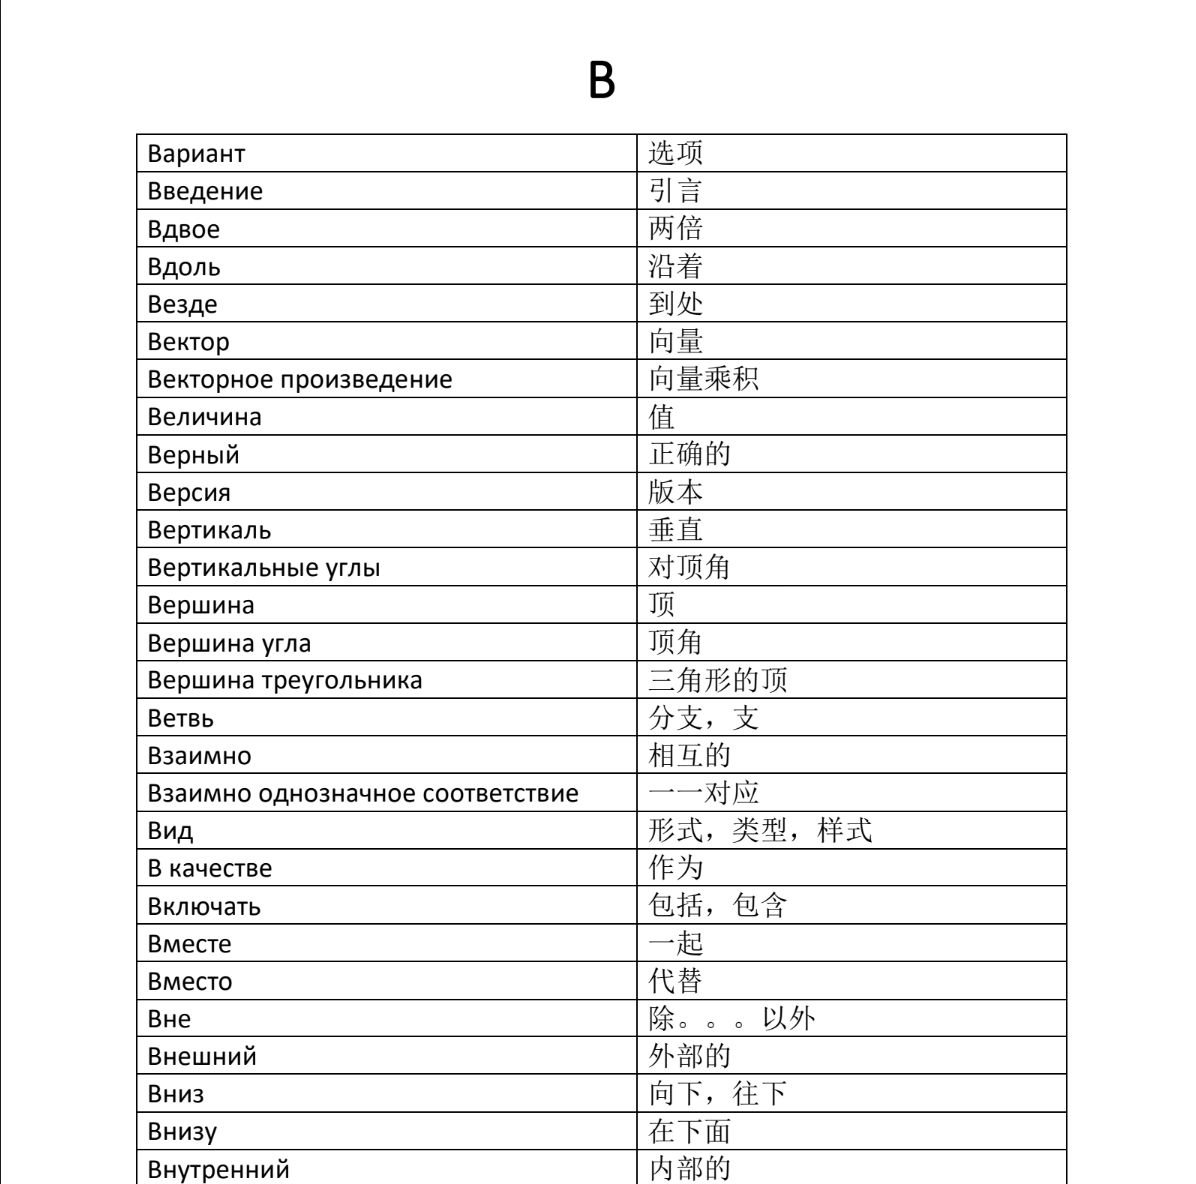 В
Вариант 选项
Введение 引言
Вдвое 两倍
Вдоль 沿着
Везде 到处
Вектор 向量
Векторное произведение 向量乘积
Величина 值
Верный 正确的
Версия 版本
Вертикаль 垂直
Вертикальные углы 对顶角
Вершина 顶
Вершина угла 顶角
Вершина треугольника 三角形的顶
Ветвь 分支，支
Взаимно 相互的
Взаимно однозначное соответствие 一一对应
Вид 形式，类型，样式
В качестве 作为
Включать 包括，包含
Вместе 一起
Вместо 代替
Вне 除。。。以外
Внешний 外部的
Вниз 向下，往下
Внизу 在下面
Внутренний 内部的